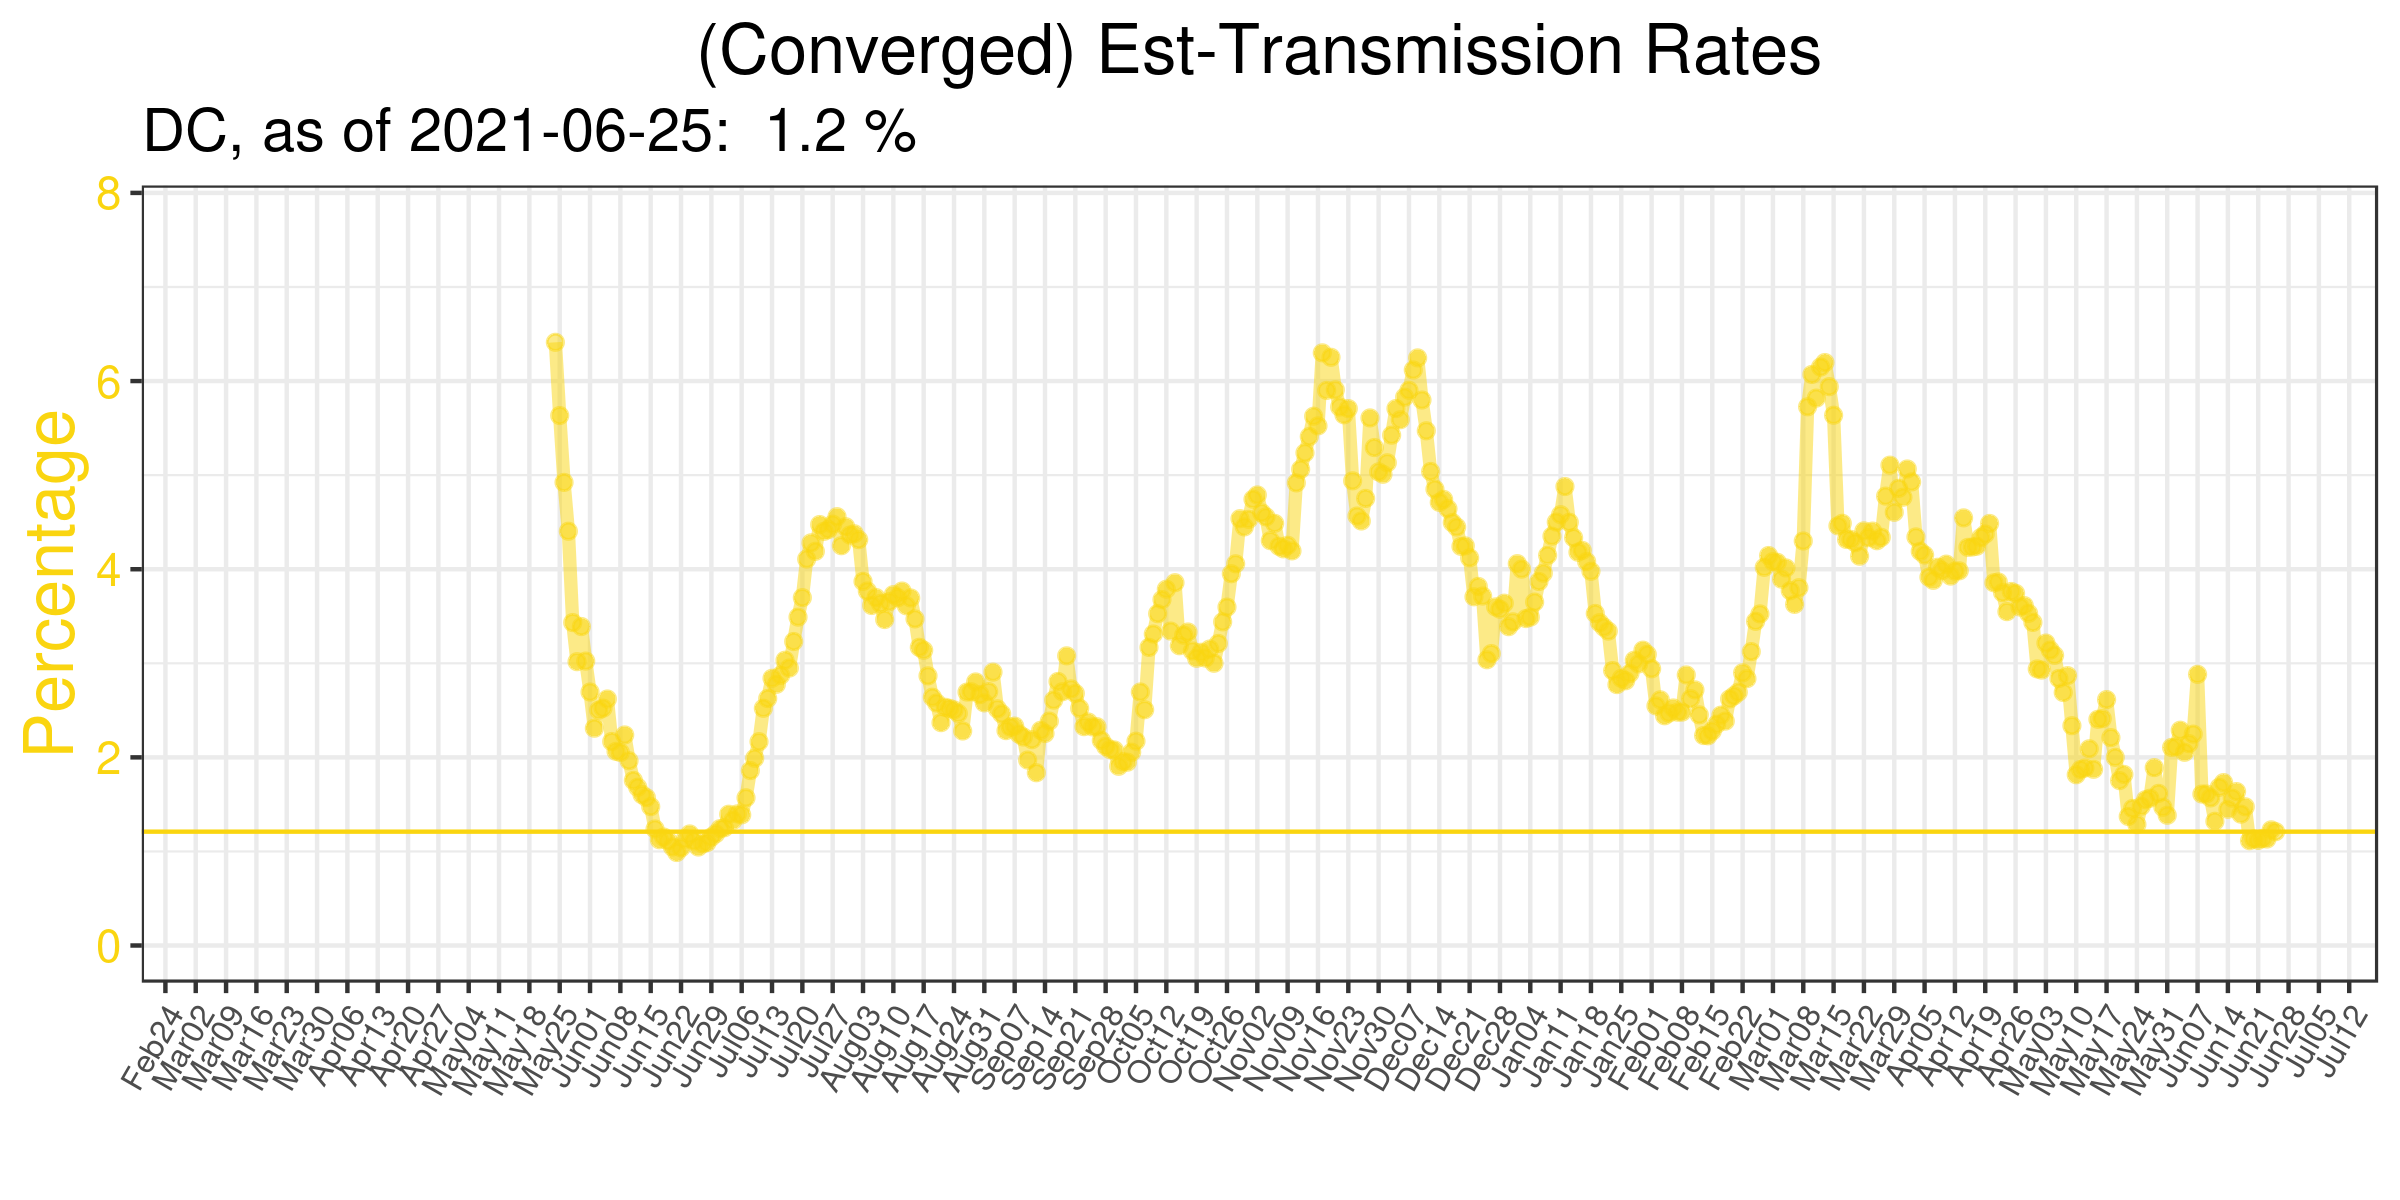 (Converged) Est-Transmission Rates
DC, as of 2021-06-25:  1.2 %
Percentage
8
6
4
2
0
Feb24
Mar02
Mar09
Mar16
Mar23
Mar30
Apr06
Apr13
Apr20
Apr27
May04
May11
May18
May25
Jun01
Jun08
Jun15
Jun22
Jun29
Jul06
Jul13
Jul20
Jul27
Aug03
Aug10
Aug17
Aug24
Aug31
Sep07
Sep14
Sep21
Sep28
Oct05
Oct12
Oct19
Oct26
Nov02
Nov09
Nov16
Nov23
Nov30
Dec07
Dec14
Dec21
Dec28
Jan04
Jan11
Jan18
Jan25
Feb01
Feb08
Feb15
Feb22
Mar01
Mar08
Mar15
Mar22
Mar29
Apr05
Apr12
Apr19
Apr26
May03
May10
May17
May24
May31
Jun07
Jun14
Jun21
Jun28
Jul05
Jul12